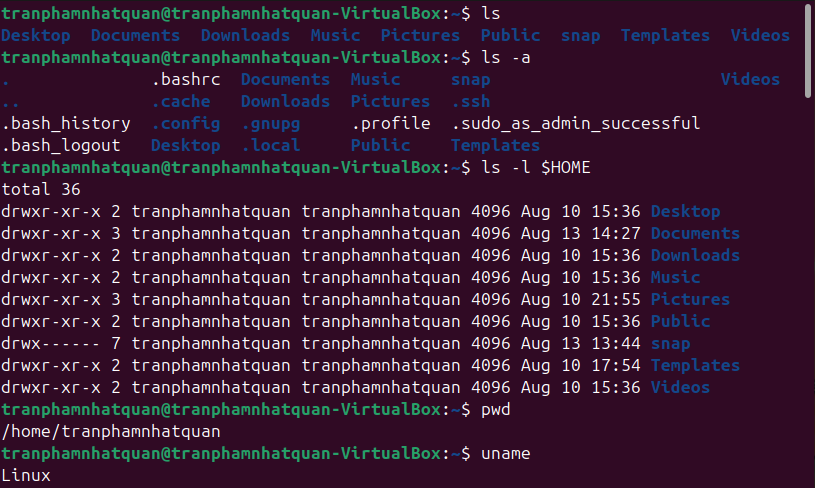 tranphamnhatquan@tranphamnhatquan-VirtualBox:~$ ls
Desktop  Documents  Downloads  Music  Pictures  Public  snap  Templates  Videos
tranphamnhatquan@tranphamnhatquan-VirtualBox:~$ ls -a
.              .bashrc  Documents  Music     snap                       Videos
..             .cache   Downloads  Pictures  .ssh
.bash_history  .config  .gnupg     .profile  .sudo_as_admin_successful
.bash_logout   Desktop  .local     Public    Templates
tranphamnhatquan@tranphamnhatquan-VirtualBox:~$ ls -l $HOME
total 36
drwxr-xr-x 2 tranphamnhatquan tranphamnhatquan 4096 Aug 10 15:36 Desktop
drwxr-xr-x 3 tranphamnhatquan tranphamnhatquan 4096 Aug 13 14:27 Documents
drwxr-xr-x 2 tranphamnhatquan tranphamnhatquan 4096 Aug 10 15:36 Downloads
drwxr-xr-x 2 tranphamnhatquan tranphamnhatquan 4096 Aug 10 15:36 Music
drwxr-xr-x 3 tranphamnhatquan tranphamnhatquan 4096 Aug 10 21:55 Pictures
drwxr-xr-x 2 tranphamnhatquan tranphamnhatquan 4096 Aug 10 15:36 Public
drwx------ 7 tranphamnhatquan tranphamnhatquan 4096 Aug 13 13:44 snap
drwxr-xr-x 2 tranphamnhatquan tranphamnhatquan 4096 Aug 10 17:54 Templates
drwxr-xr-x 2 tranphamnhatquan tranphamnhatquan 4096 Aug 10 15:36 Videos
tranphamnhatquan@tranphamnhatquan-VirtualBox:~$ pwd
/home/tranphamnhatquan
tranphamnhatquan@tranphamnhatquan-VirtualBox:~$ uname
Linux